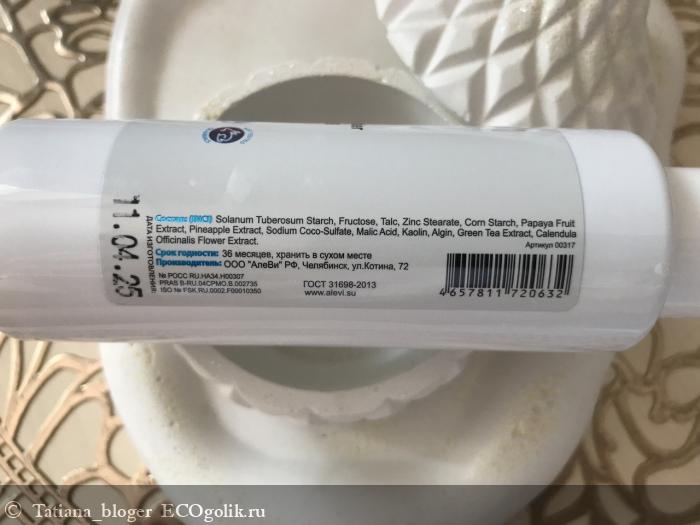 Состав: (INCI) Solanum Tuberosum Starch, Fructose, Talc, Zinc Stearate, Corn Starch, Papaya Fruit
Extract, Pineapple Extract, Sodium Coco-Sulfate, Malic Acid, Kaolin, Algin, Green Tea Extract, Calendula
Officinalis Flower Extract.
Артикул 00317
Срок годности: 36 месяцев, хранить в сухом месте
Производитель: ООО "АлеВи" РФ, Челябинск, ул.Котина, 72
№ РОСС RU.HA34.H00307
PRAS B-RU.04CPMO.B.002735
ISO № FSK.RU.0002.F00010350
ГОСТ 31698-2013
www.alevi.su
4657811720632
ДАТА ИЗГОТОВЛЕНИЯ:
11.04.25
© Tatiana_bloger ECOgolik.ru